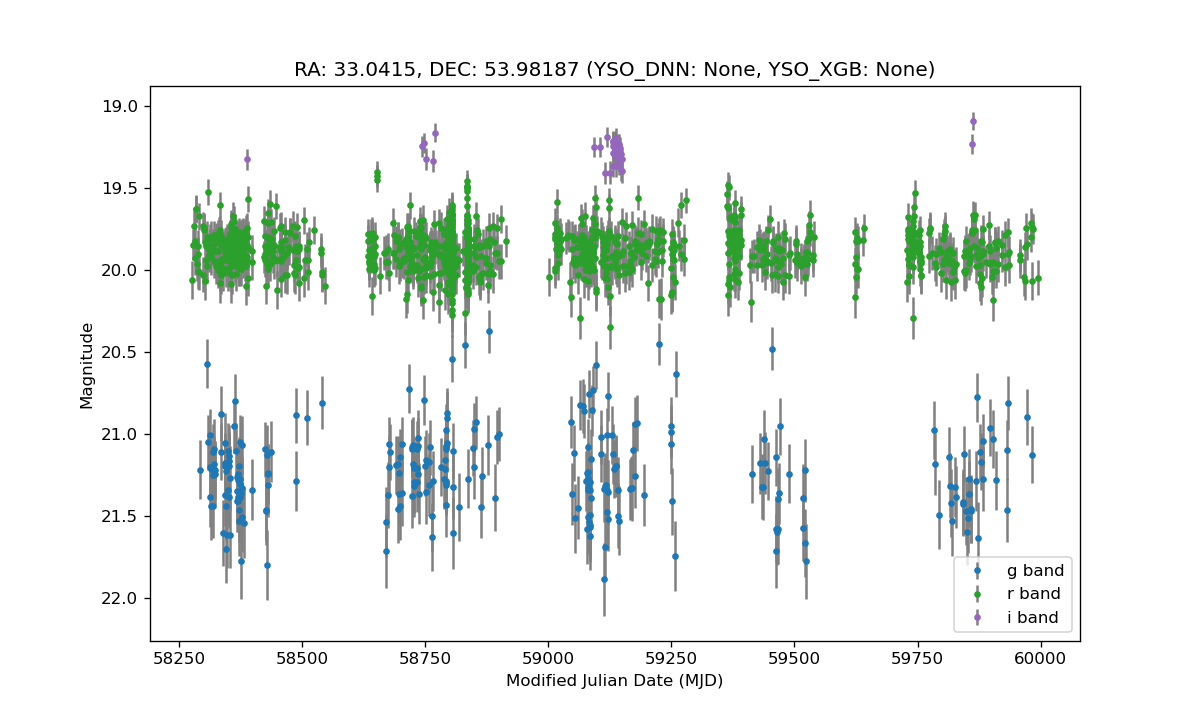 RA: 33.0415, DEC: 53.98187 (YSO_DNN: None, YSO_XGB: None)
19.0
19.5
20.0
20.5
21.0
21.5
22.0
Magnitude
g band
r band
i band
58250 58500 58750 59000 59250 59500 59750 60000
Modified Julian Date (MJD)